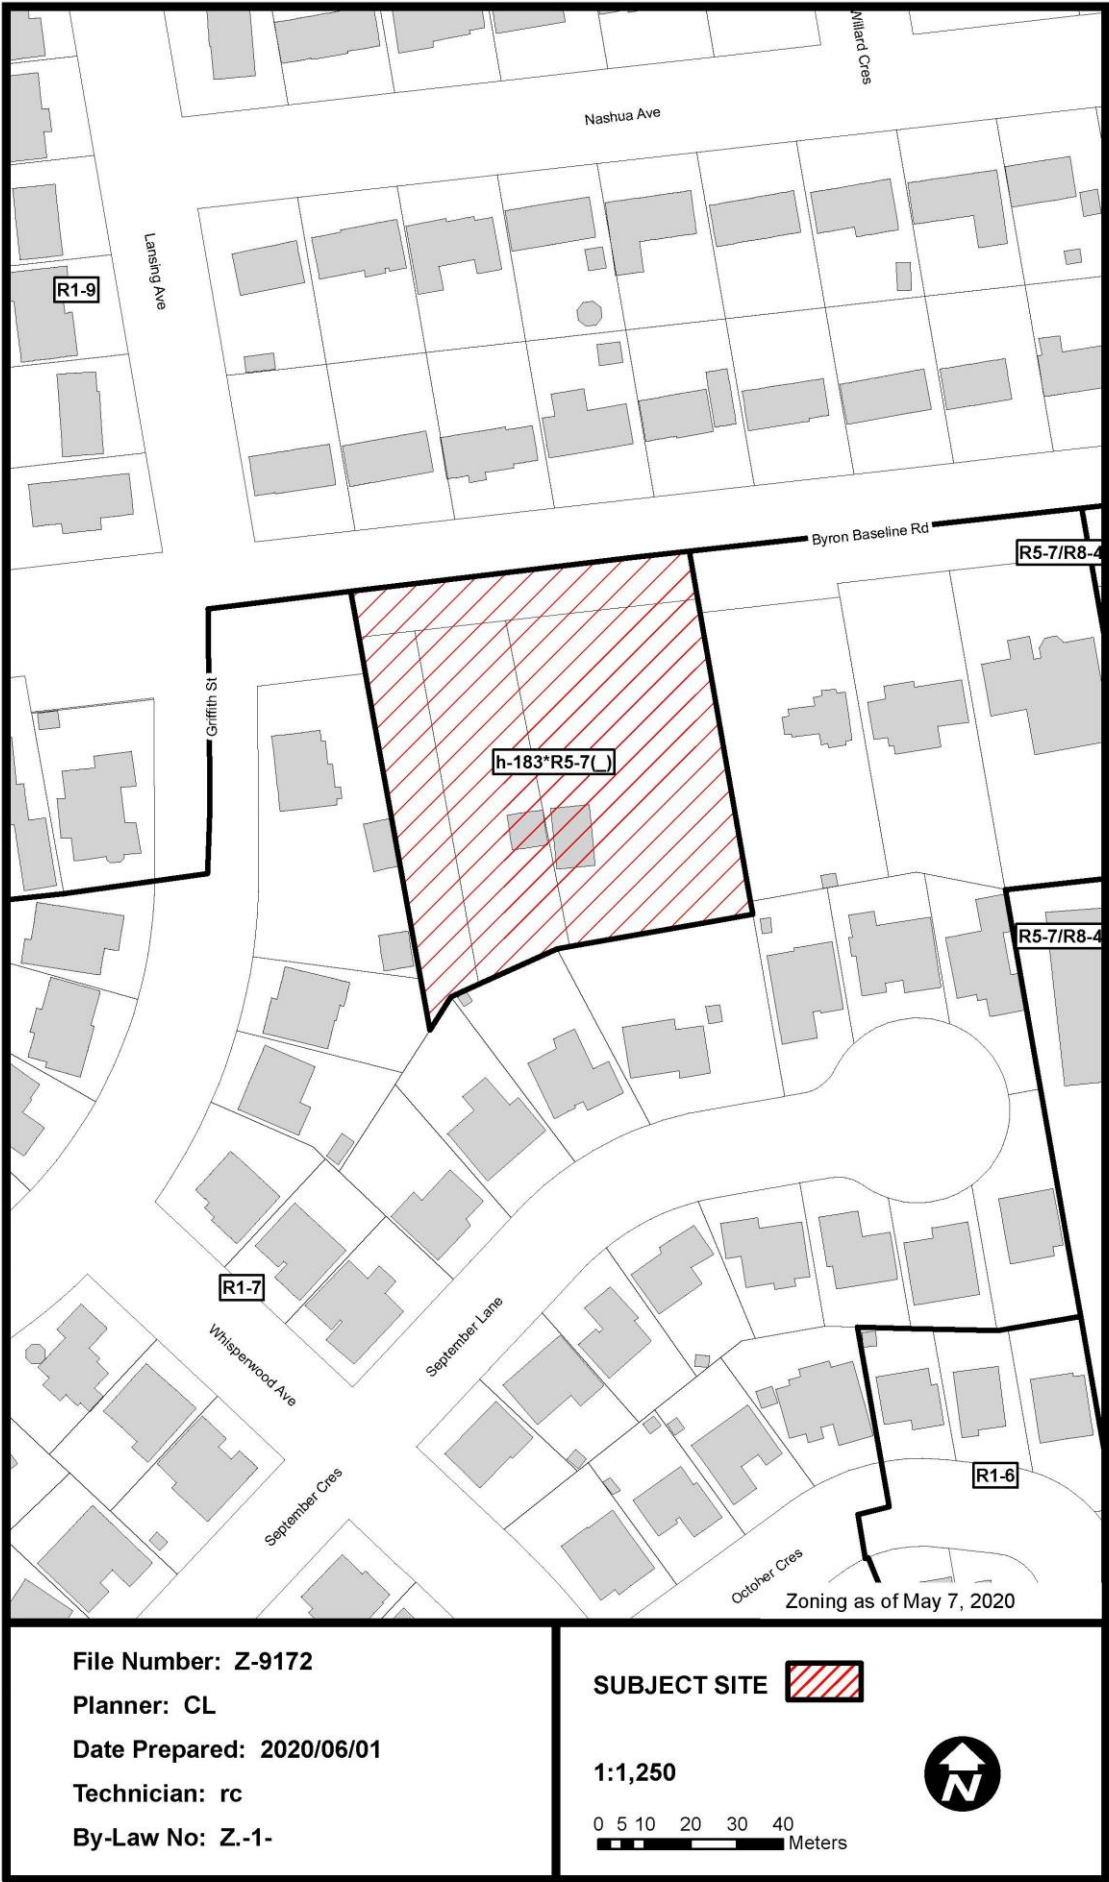 Willard Cres
Nashua Ave
Lansing Ave
R1-9
Byron Baseline Rd
R5-7/R8-4
Griffith St
h-183*R5-7(_)
R5-7/R8-4
R1-7
Whisperwood Ave
September Lane
September Cres
R1-6
October Cres
Zoning as of May 7, 2020
File Number: Z-9172
Planner: CL
Date Prepared: 2020/06/01
Technician: rc
By-Law No: Z.-1-
SUBJECT SITE
1:1,250
N
0 5 10 20 30 40
Meters